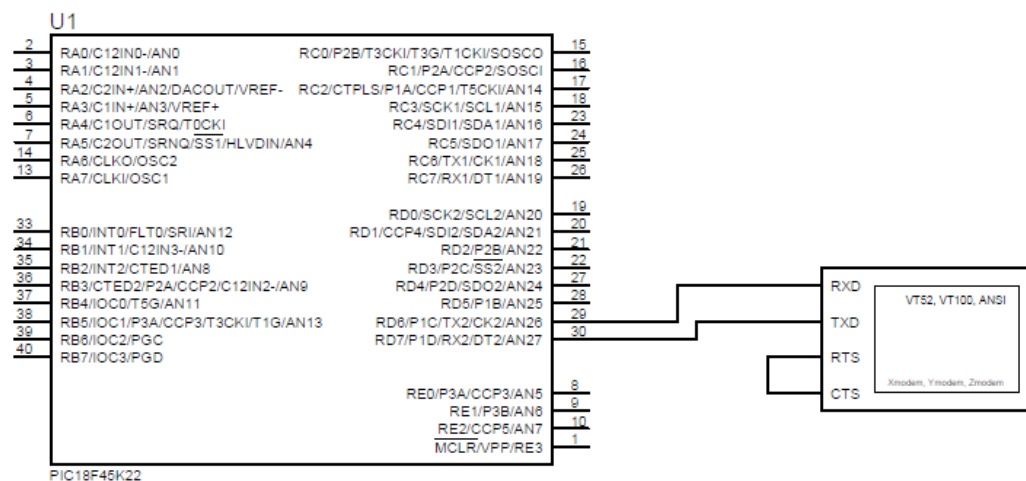 U1
2 RA0/C12IN0-/AN0 RC0/P2B/T3CKI/T3G/T1CKI/SOSCO 15
3 RA1/C12IN1-/AN1 RC1/P2A/CCP2/SOSCI 16
4 RA2/C2IN+/AN2/DACOUT/VREF- RC2/CTPLS/P1A/CCP1/T5CKI/AN14 17
5 RA3/C1IN+/AN3/VREF+ RC3/SCK1/SCL1/AN15 18
6 RA4/C1OUT/SRQ/T0CKI RC4/SDI1/SDA1/AN16 23
7 RA5/C2OUT/SRNQ/SS1/HLVDIN/AN4 RC5/SDO1/AN17 24
14 RA6/CLKO/OSC2 RC6/TX1/CK1/AN18 25
13 RA7/CLKI/OSC1 RC7/RX1/DT1/AN19 26
RD0/SCK2/SCL2/AN20 19
33 RB0/INT0/FLT0/SRI/AN12 RD1/CCP4/SDI2/SDA2/AN21 20
34 RB1/INT1/C12IN3-/AN10 RD2/P2B/AN22 21
35 RB2/INT2/CTED1/AN8 RD3/P2C/SS2/AN23 22
36 RB3/CTED2/P2A/CCP2/C12IN2-/AN9 RD4/P2D/SDO2/AN24 27
37 RB4/IOC0/T5G/AN11 RD5/P1B/AN25 28
38 RB5/IOC1/P3A/CCP3/T3CKI/T1G/AN13 RD6/P1C/TX2/CK2/AN26 29
39 RB6/IOC2/PGC RD7/P1D/RX2/DT2/AN27 30
40 RB7/IOC3/PGD
RE0/P3A/CCP3/AN5 8
RE1/P3B/AN6 9
RE2/CCP5/AN7 10
MCLR/VPP/RE3 1
PIC18F45K22
RXD
VT52, VT100, ANSI
TXD
RTS
Xmodem, Ymodem, Zmodem
CTS